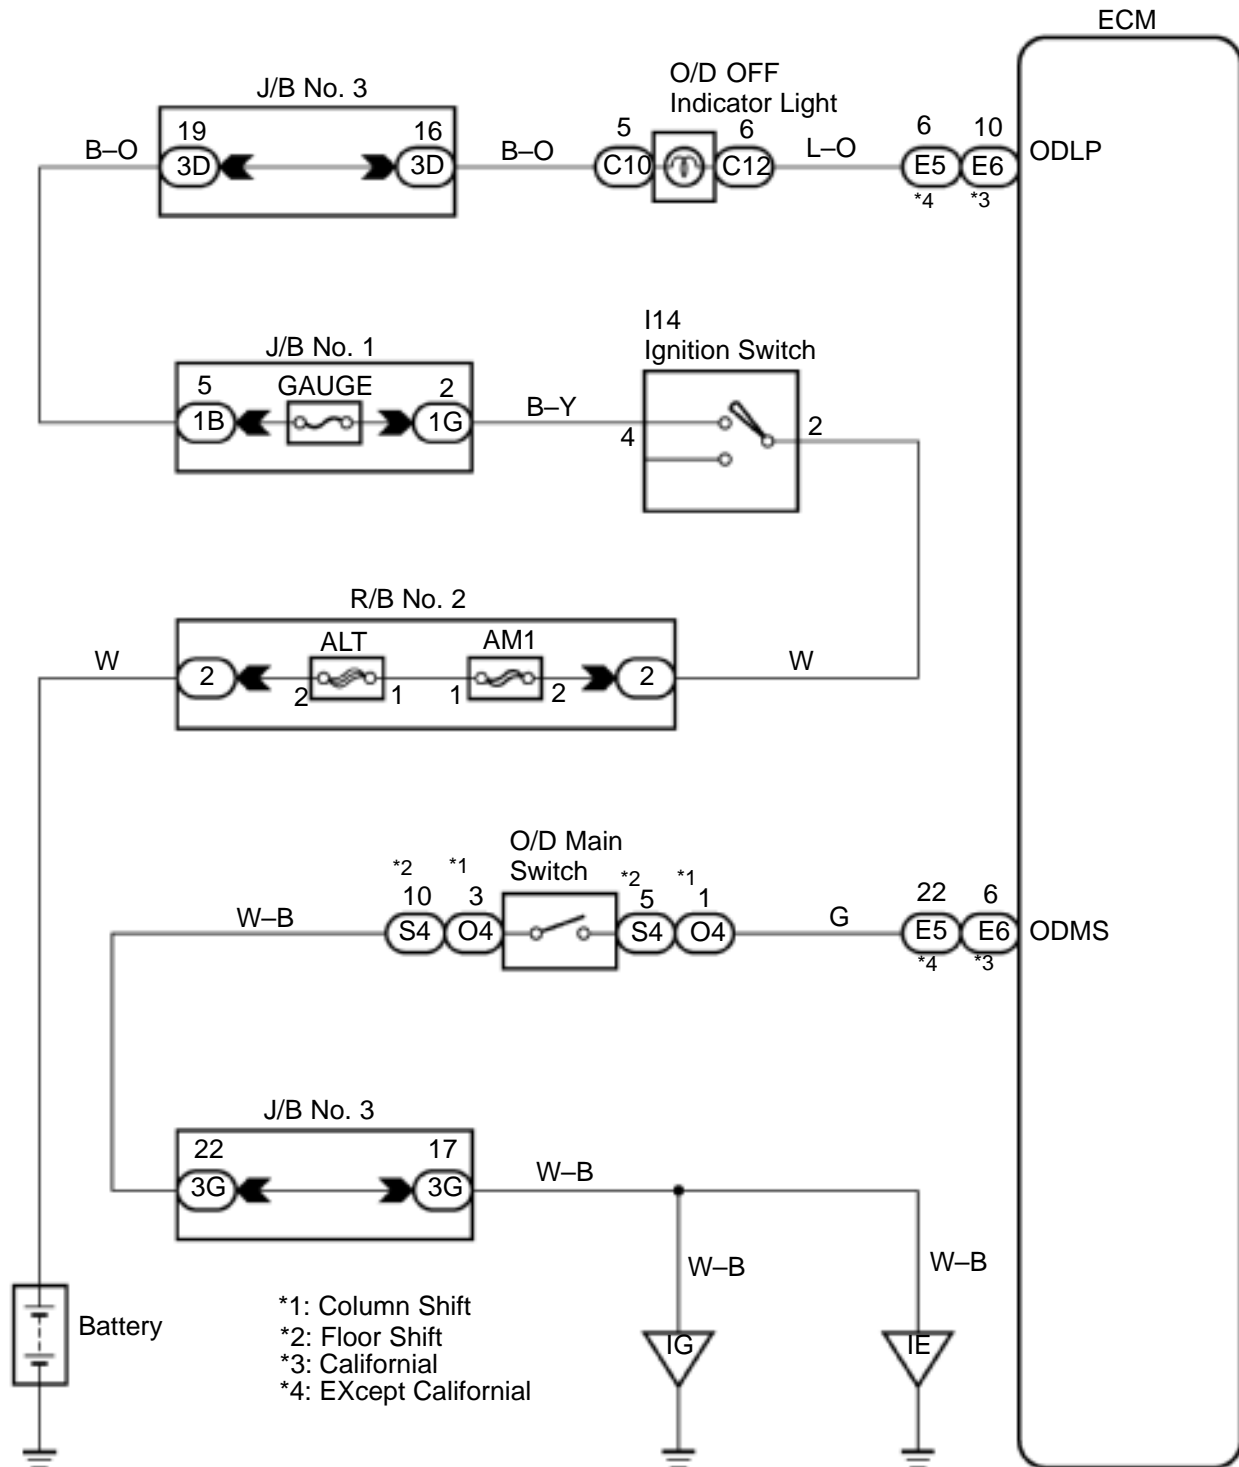 ECM
J/B No. 3
O/D OFF
Indicator Light
B–O
19
3D
16
3D
B–O
5
C10
6
C12
L–O
6
E5
*4
10
E6
*3
ODLP
J/B No. 1
5
1B
GAUGE
2
1G
B–Y
I14
Ignition Switch
4
2
R/B No. 2
W
2
ALT
2
1
AM1
1
2
2
W
O/D Main
Switch
W–B
*2
10
S4
*1
3
O4
*2
5
S4
*1
1
O4
G
22
E5
*4
6
E6
*3
ODMS
J/B No. 3
22
3G
17
3G
W–B
W–B
W–B
Battery
IG
IE
*1: Column Shift
*2: Floor Shift
*3: Californial
*4: EXcept Californial